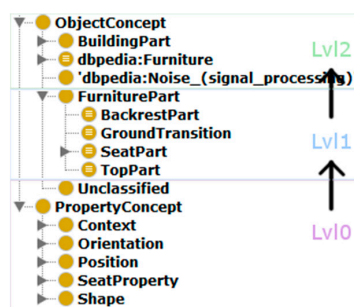 ObjectConcept
BuildingPart
dbpedia:Furniture
Lvl2
'dbpedia:Noise_(signal_processing)
FurniturePart
BackrestPart
GroundTransition
Lvl1
SeatPart
TopPart
Unclassified
PropertyConcept
Context
Lvl0
Orientation
Position
SeatProperty
Shape